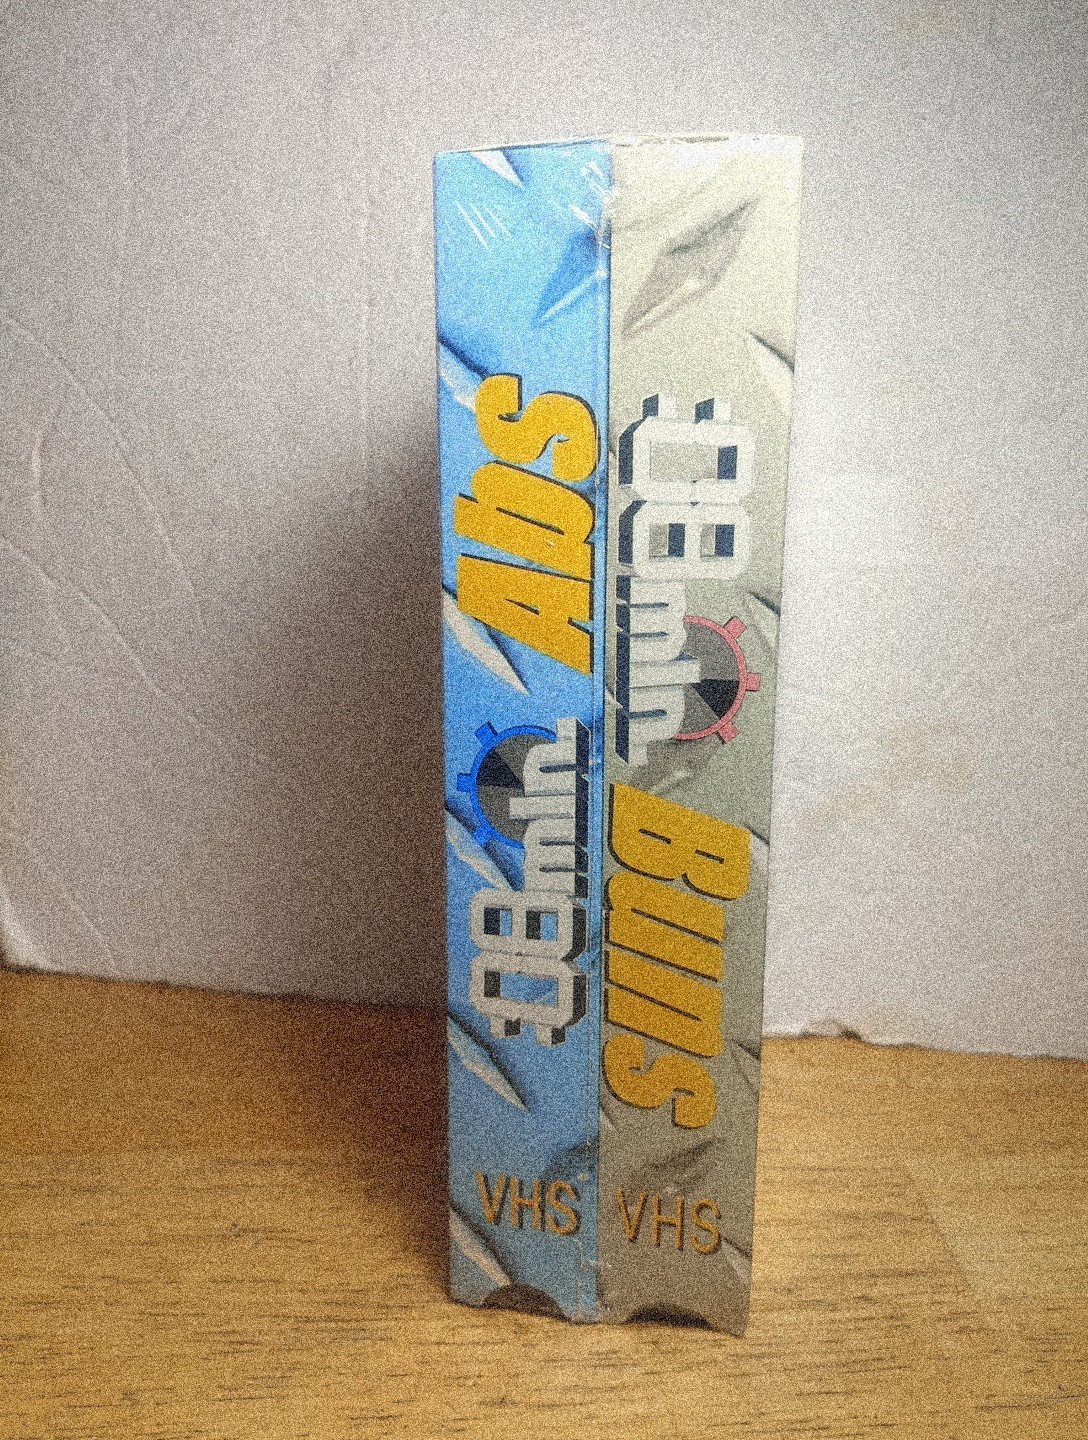 :08 min. Abs
VHS
:08 min. Buns
VHS